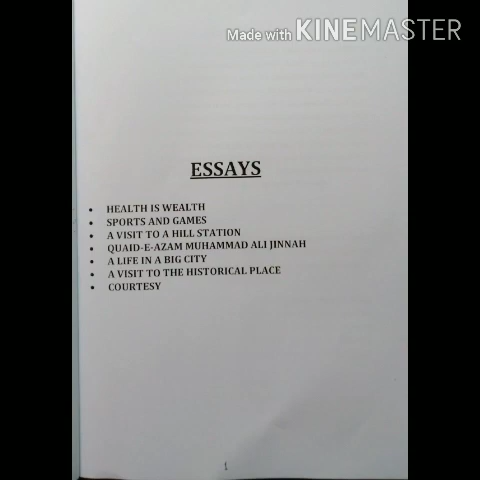 Made with KINEMASTER
ESSAYS
• HEALTH IS WEALTH
• SPORTS AND GAMES
• A VISIT TO A HILL STATION
• QUAID-E-AZAM MUHAMMAD ALI JINNAH
• A LIFE IN A BIG CITY
• A VISIT TO THE HISTORICAL PLACE
• COURTESY
1